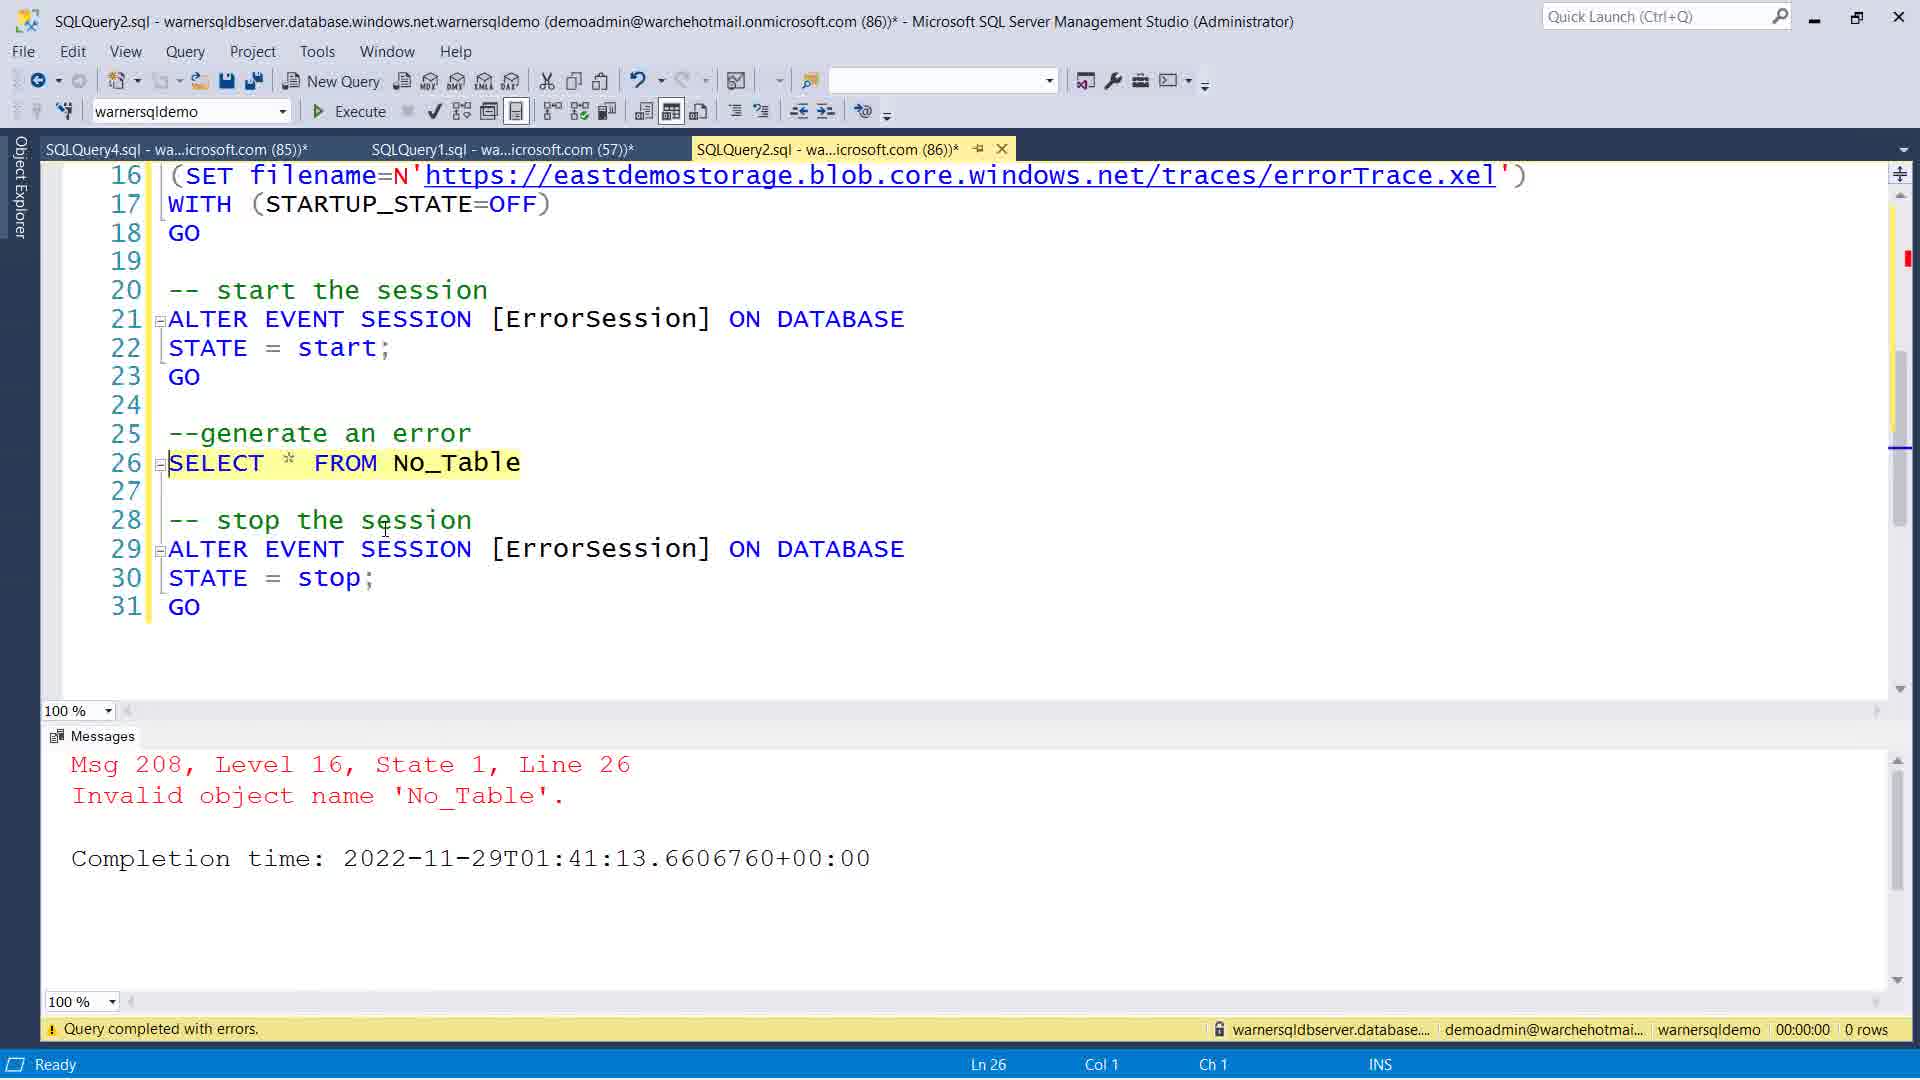 SQLQuery2.sql - warnersqldbserver.database.windows.net.warnersqldemo (demoadmin@warchehotmail.onmicrosoft.com (86))* - Microsoft SQL Server Management Studio (Administrator)
Quick Launch (Ctrl+Q)
File Edit View Query Project Tools Window Help
New Query MDX DMX XMLA DAX
warnersqldemo Execute
Object Explorer
SQLQuery4.sql - wa...icrosoft.com (85))* SQLQuery1.sql - wa...icrosoft.com (57))* SQLQuery2.sql - wa...icrosoft.com (86))*
16 (SET filename=N'https://eastdemostorage.blob.core.windows.net/traces/errorTrace.xel')
17 WITH (STARTUP_STATE=OFF)
18 GO
19
20 -- start the session
21 ALTER EVENT SESSION [ErrorSession] ON DATABASE
22 STATE = start;
23 GO
24
25 --generate an error
26 SELECT * FROM No_Table
27
28 -- stop the session
29 ALTER EVENT SESSION [ErrorSession] ON DATABASE
30 STATE = stop;
31 GO
100 %
Messages
Msg 208, Level 16, State 1, Line 26
Invalid object name 'No_Table'.
Completion time: 2022-11-29T01:41:13.6606760+00:00
100 %
Query completed with errors. warnersqldbserver.database.... demoadmin@warchehotmai... warnersqldemo 00:00:00 0 rows
Ready Ln 26 Col 1 Ch 1 INS